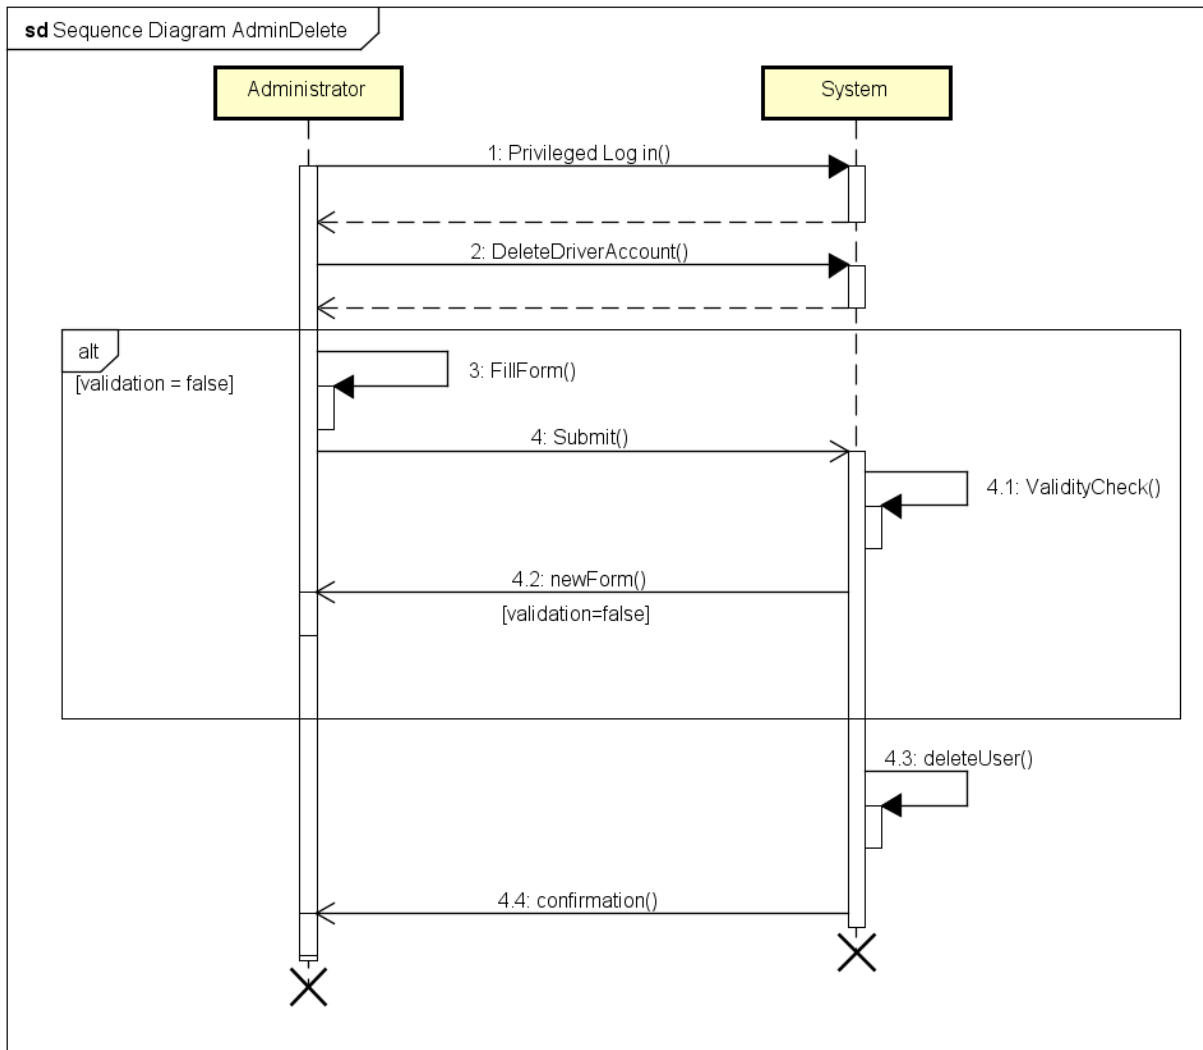 sd Sequence Diagram AdminDelete
Administrator
System
1: Privileged Log in()
2: DeleteDriverAccount()
alt
[validation = false]
3: FillForm()
4: Submit()
4.1: ValidityCheck()
4.2: newForm()
[validation=false]
4.3: deleteUser()
4.4: confirmation()